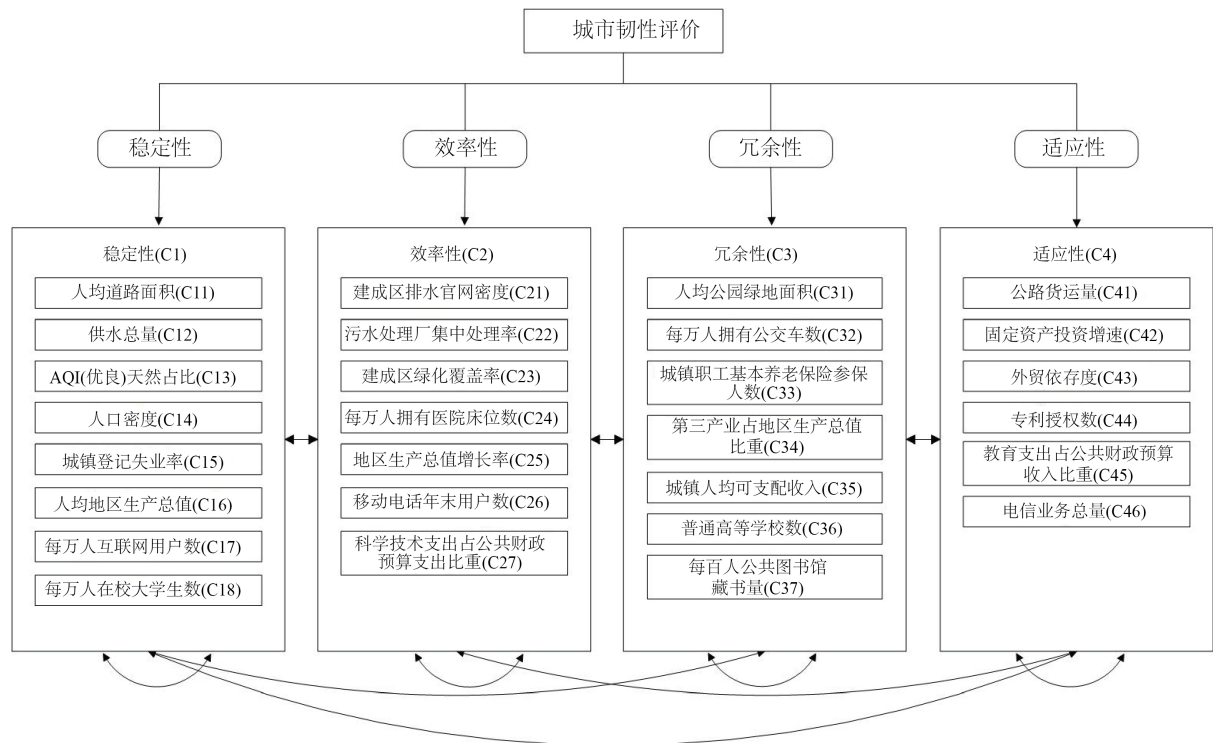 城市韧性评价
稳定性
效率性
冗余性
适应性
稳定性(C1)
人均道路面积(C11)
供水总量(C12)
AQI(优良)天然占比(C13)
人口密度(C14)
城镇登记失业率(C15)
人均地区生产总值(C16)
每万人互联网用户数(C17)
每万人在校大学生数(C18)
效率性(C2)
建成区排水官网密度(C21)
污水处理厂集中处理率(C22)
建成区绿化覆盖率(C23)
每万人拥有医院床位数(C24)
地区生产总值增长率(C25)
移动电话年末用户数(C26)
科学技术支出占公共财政
预算支出比重(C27)
冗余性(C3)
人均公园绿地面积(C31)
每万人拥有公交车数(C32)
城镇职工基本养老保险参保
人数(C33)
第三产业占地区生产总值
比重(C34)
城镇人均可支配收入(C35)
普通高等学校数(C36)
每百人公共图书馆
藏书量(C37)
适应性(C4)
公路货运量(C41)
固定资产投资增速(C42)
外贸依存度(C43)
专利授权数(C44)
教育支出占公共财政预算
收入比重(C45)
电信业务总量(C46)